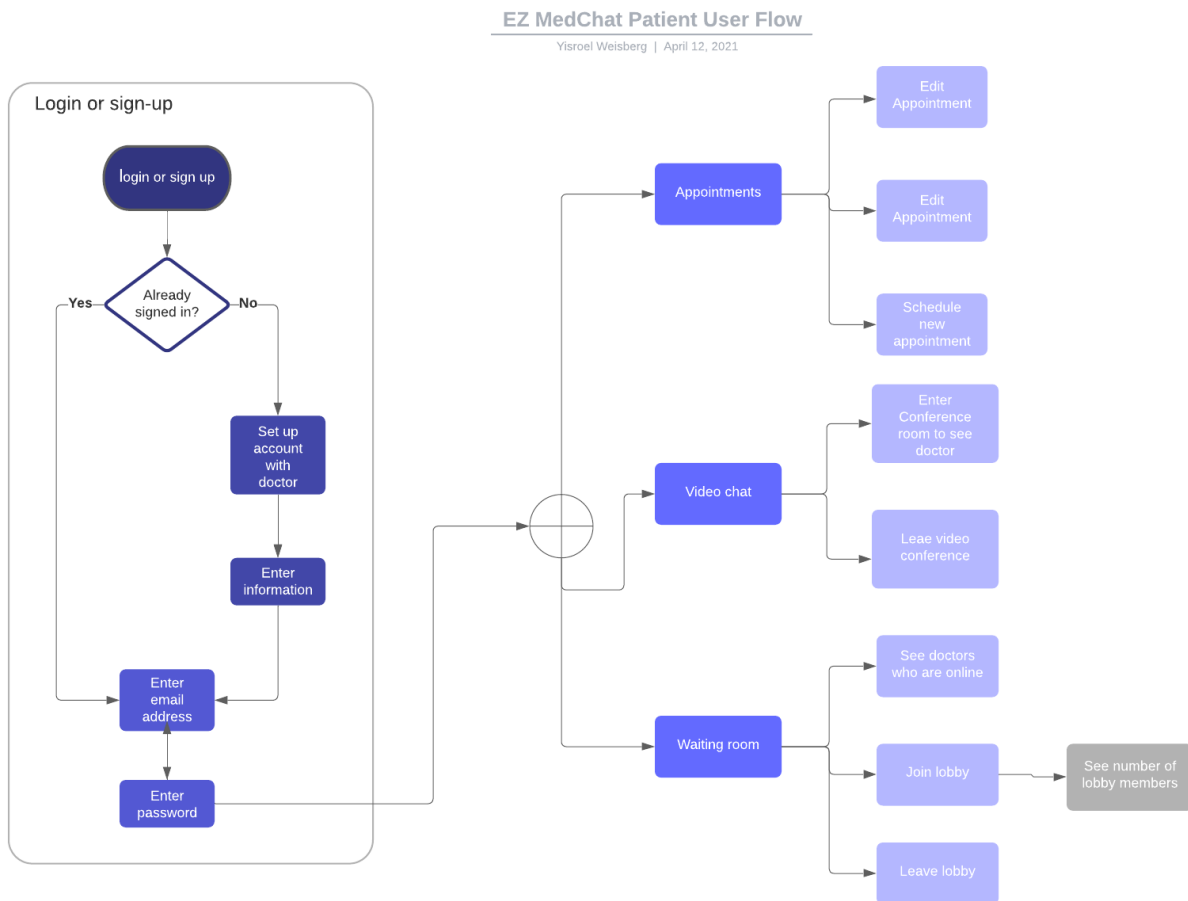 EZ MedChat Patient User Flow
Yisroel Weisberg | April 12, 2021
Login or sign-up
login or sign up
Already
signed in?
Yes
No
Set up
account
with
doctor
Enter
information
Enter
email
address
Enter
password
Appointments
Edit
Appointment
Edit
Appointment
Schedule
new
appointment
Video chat
Enter
Conference
room to see
doctor
Leae video
conference
Waiting room
See doctors
who are online
Join lobby
See number of
lobby members
Leave lobby